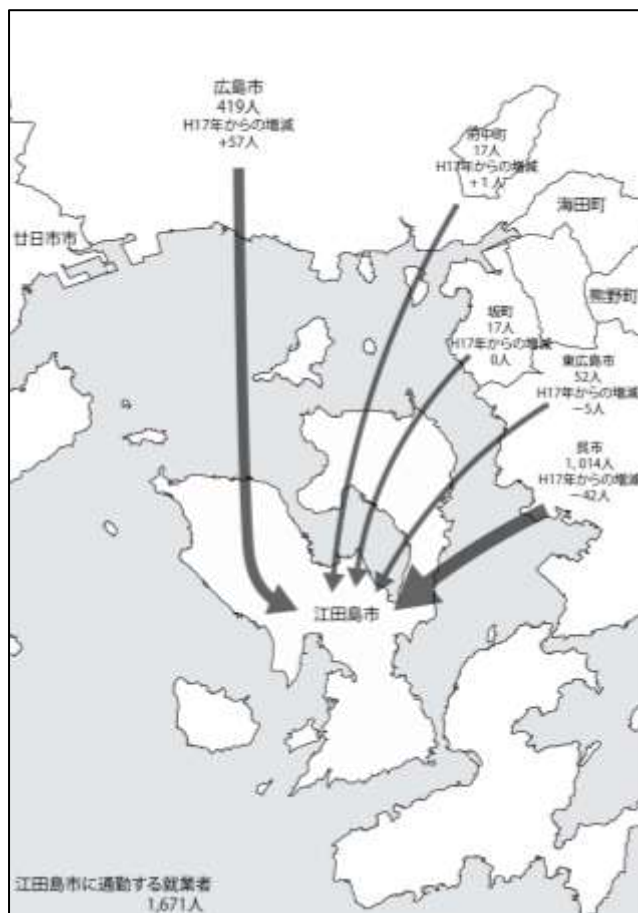 広島市
419人
H17年からの増減
+57人
府中町
17人
H17年からの増減
+1人
海田町
廿日市市
熊野町
坂町
17人
H17年からの増減
0人
東広島市
52人
H17年からの増減
−5人
呉市
1,014人
H17年からの増減
−42人
江田島市
江田島市に通勤する就業者
1,671人